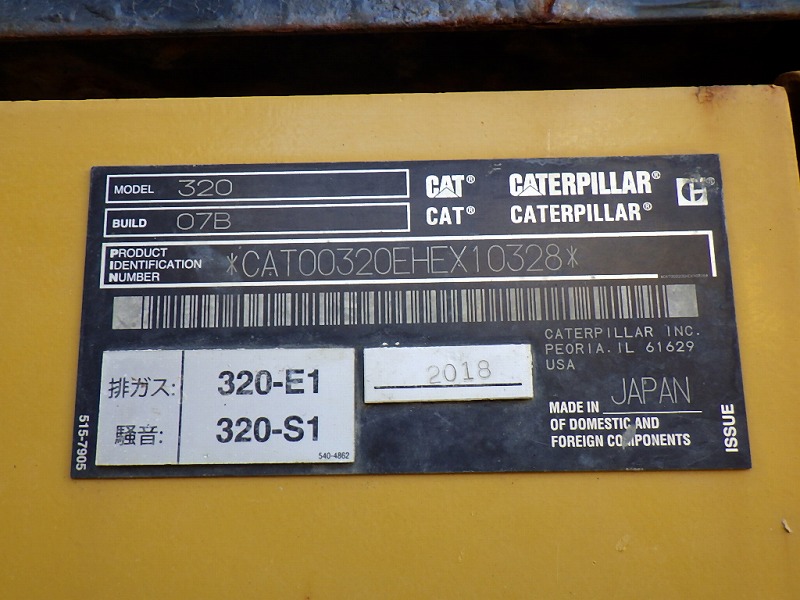 MODEL 320
CAT® CATERPILLAR®
BUILD 07B
CAT® CATERPILLAR®
PRODUCT
IDENTIFICATION
NUMBER
*CAT00320EHEX10328*
CATERPILLAR INC.
PEORIA. IL 61629
USA
排ガス: 320-E1
騒音: 320-S1
540-4862
2018
MADE IN JAPAN
OF DOMESTIC AND
FOREIGN COMPONENTS
515-7905
ISSUE